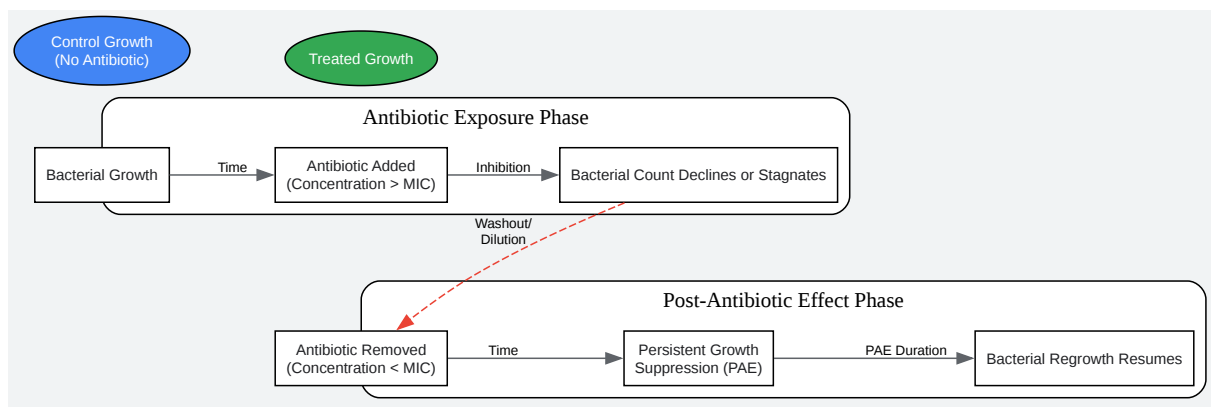 Control Growth
(No Antibiotic)
Treated Growth
Antibiotic Exposure Phase
Bacterial Growth
Time
Antibiotic Added
(Concentration > MIC)
Inhibition
Bacterial Count Declines or Stagnates
Washout/
Dilution
Post-Antibiotic Effect Phase
Antibiotic Removed
(Concentration < MIC)
Time
Persistent Growth
Suppression (PAE)
PAE Duration
Bacterial Regrowth Resumes